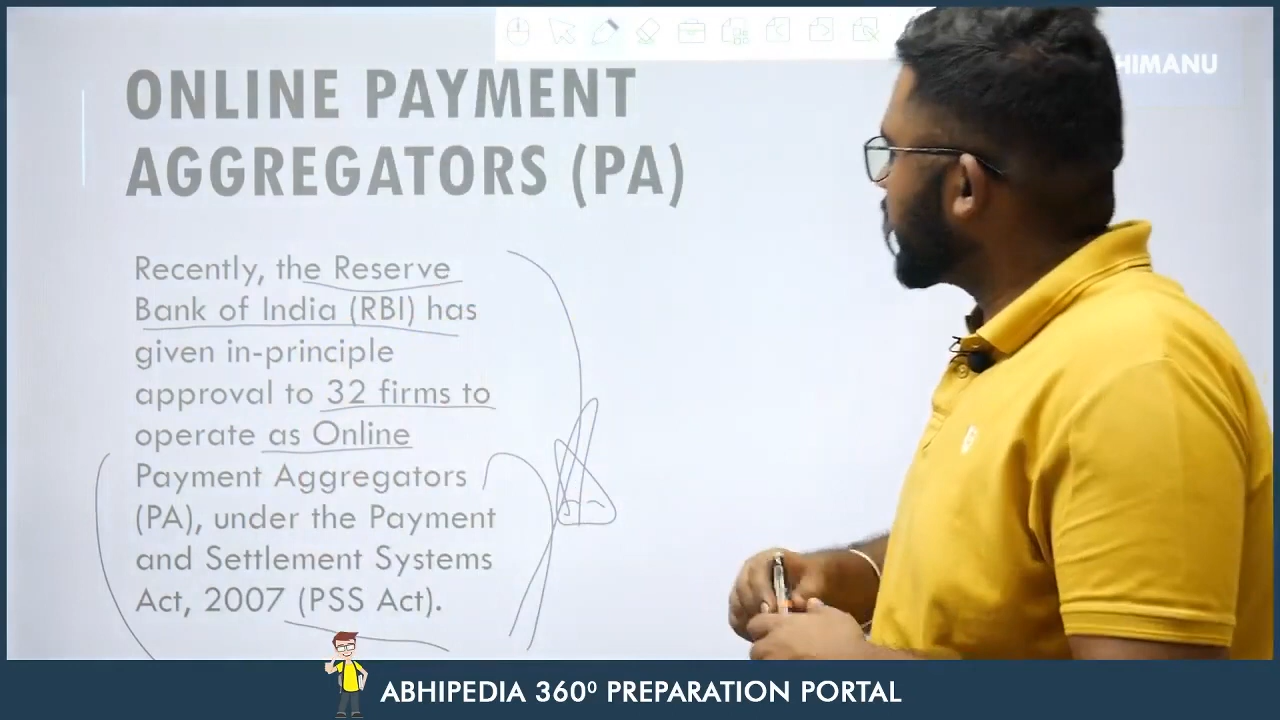 HIMANU
ONLINE PAYMENT
AGGREGATORS (PA)
Recently, the Reserve
Bank of India (RBI) has
given in-principle
approval to 32 firms to
operate as Online
Payment Aggregators
(PA), under the Payment
and Settlement Systems
Act, 2007 (PSS Act).
ABHIPEDIA 360⁰ PREPARATION PORTAL